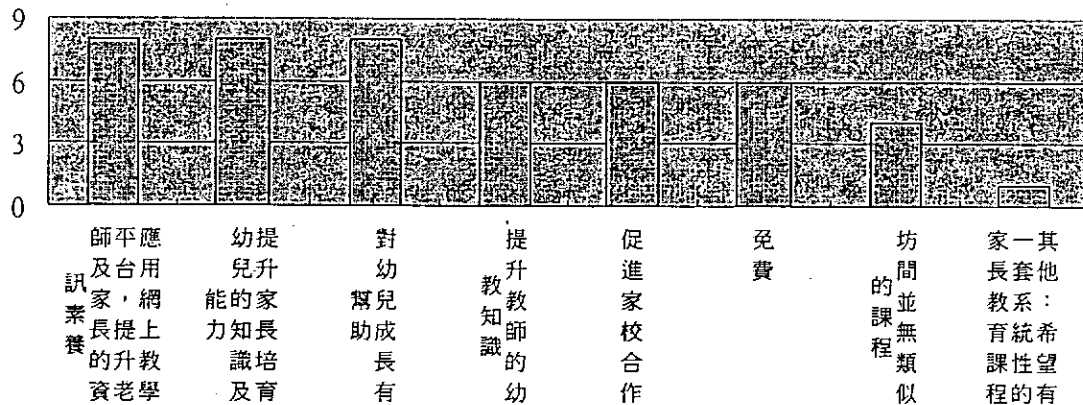 9
6
3
0
應用網上教學
平台，提升老
師及家長的資
訊素養
提升家長培育
幼兒的知識及
能力
對幼兒成長有
幫助
提升教師的幼
教知識
促進家校合作
免費
坊間並無類似
的課程
其他：希望有
一套系統性的
家長教育課程